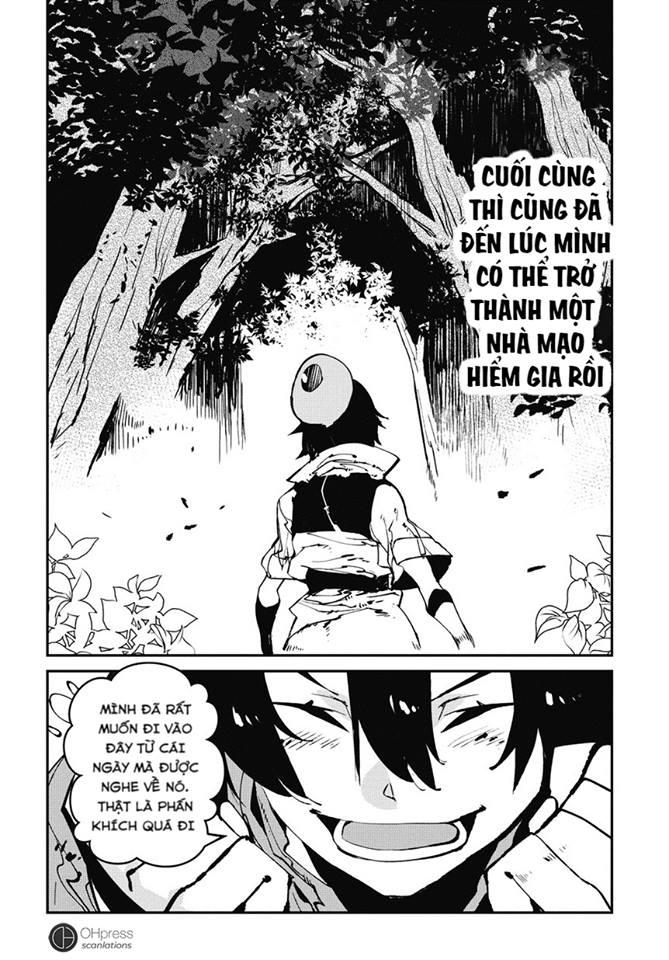 CUỐI CÙNG
THÌ CŨNG ĐÃ
ĐẾN LÚC MÌNH
CÓ THỂ TRỞ
THÀNH MỘT
NHÀ MẠO
HIỂM GIA RỒI
MÌNH ĐÃ RẤT
MUỐN ĐI VÀO
ĐÂY TỪ CÁI
NGÀY MÀ ĐƯỢC
NGHE VỀ NÓ.
THẬT LÀ PHẤN
KHÍCH QUÁ ĐI
OHpress
scanlations